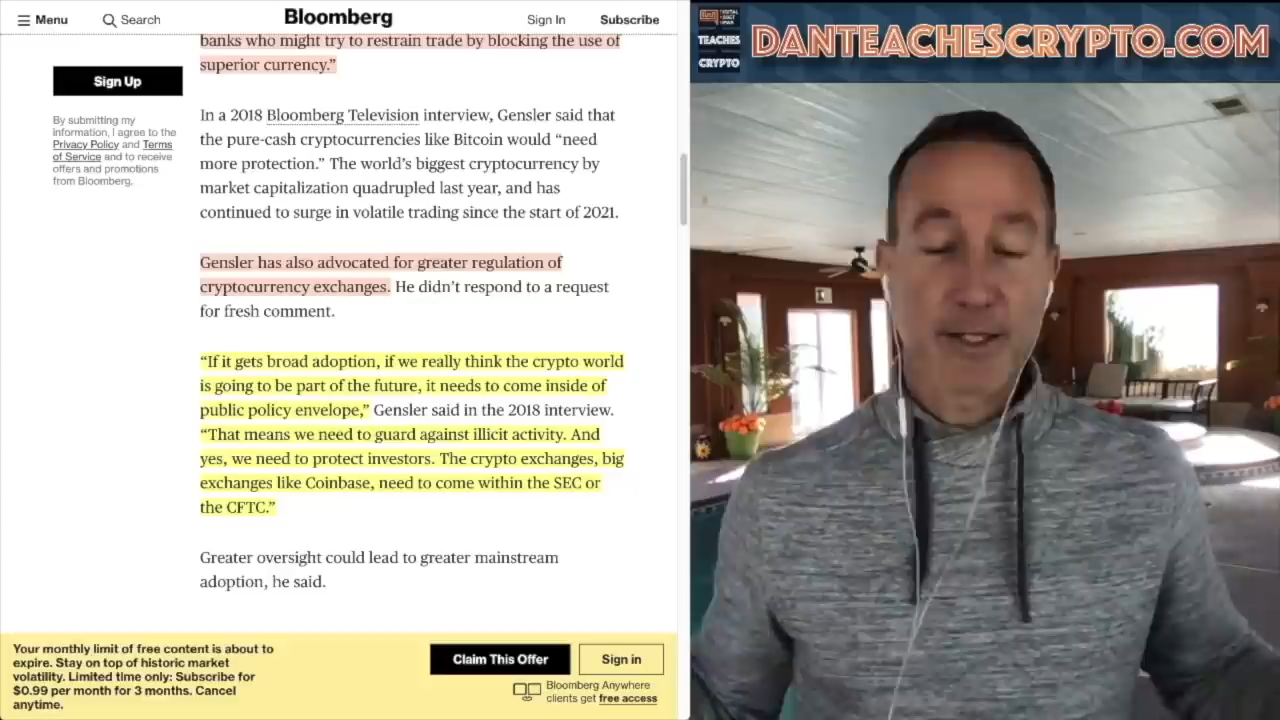 Menu
Search
Bloomberg
Sign In
Subscribe
banks who might try to restrain trade by blocking the use of
superior currency.”
Sign Up
By submitting my
information, I agree to the
Privacy Policy and Terms
of Service and to receive
offers and promotions
from Bloomberg.
In a 2018 Bloomberg Television interview, Gensler said that
the pure-cash cryptocurrencies like Bitcoin would “need
more protection.” The world’s biggest cryptocurrency by
market capitalization quadrupled last year, and has
continued to surge in volatile trading since the start of 2021.
Gensler has also advocated for greater regulation of
cryptocurrency exchanges. He didn’t respond to a request
for fresh comment.
“If it gets broad adoption, if we really think the crypto world
is going to be part of the future, it needs to come inside of
public policy envelope,” Gensler said in the 2018 interview.
“That means we need to guard against illicit activity. And
yes, we need to protect investors. The crypto exchanges, big
exchanges like Coinbase, need to come within the SEC or
the CFTC.”
Greater oversight could lead to greater mainstream
adoption, he said.
Your monthly limit of free content is about to
expire. Stay on top of historic market
volatility. Limited time only: Subscribe for
$0.99 per month for 3 months. Cancel
anytime.
Claim This Offer
Sign in
Bloomberg Anywhere
clients get free access
TEACHES
CRYPTO
DANTEACHESCRYPTO.COM